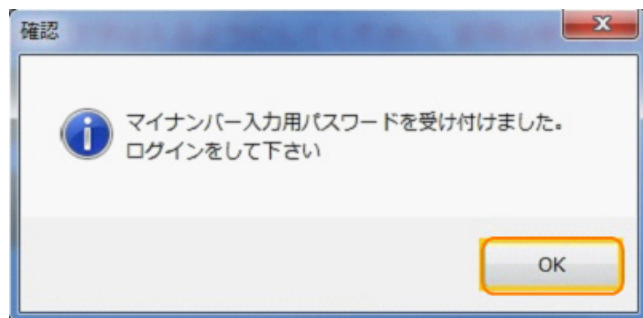 確認
マイナンバー入力用パスワードを受け付けました。
ログインをして下さい
OK